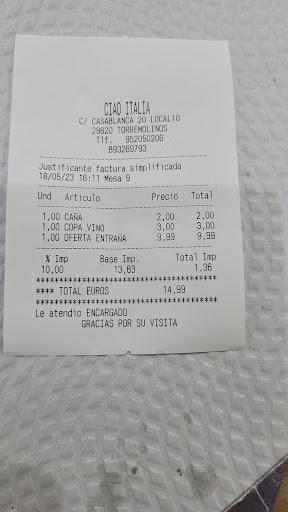 CIAO ITALIA
C/ CASABLANCA 20 LOCAL10
29620 TORREMOLINOS
Tlf. 952050206
B93269793
Justificante factura simplificada
18/05/23 16:11 Mesa 9
Und Articulo Precio Total
1,00 CAÑA 2,00 2,00
1,00 COPA VINO 3,00 3,00
1,00 OFERTA ENTRAÑA 9,99 9,99
% Imp Base Imp. Total Imp
10,00 13,63 1,36
****************************************
**** TOTAL EUROS 14,99
****************************************
Le atendio ENCARGADO
GRACIAS POR SU VISITA